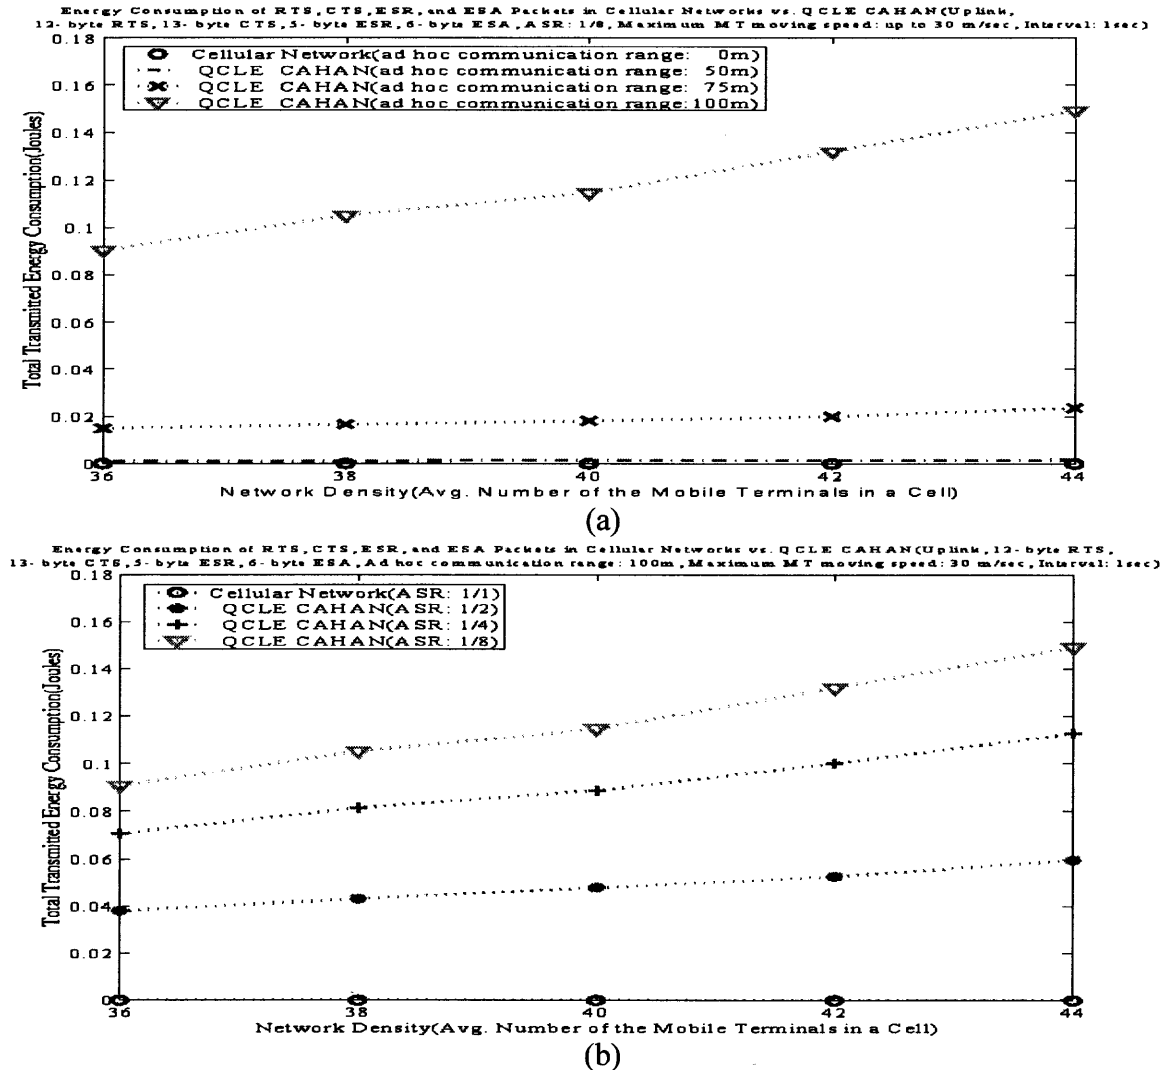 Energy Consumption of RTS,CTS,ESR,and ESA Packets in Cellular Networks vs. QCLE CAHAN(Uplink,
12- byte RTS,13- byte CTS,5- byte ESR,6- byte ESA,ASR: 1/8,Maximum MT moving speed: up to 30 m/sec,Interval: 1sec)
0.18
0.16
0.14
0.12
0.1
0.08
0.06
0.04
0.02
0
Total Transmitted Energy Consumption(Joules)
Cellular Network(ad hoc communication range: 0m)
QCLE CAHAN(ad hoc communication range: 50m)
QCLE CAHAN(ad hoc communication range: 75m)
QCLE CAHAN(ad hoc communication range:100m)
36 38 40 42 44
Network Density(Avg. Number of the Mobile Terminals in a Cell)
(a)
Energy Consumption of RTS,CTS,ESR,and ESA Packets in Cellular Networks vs. QCLE CAHAN(Uplink,12- byte RTS,
13- byte CTS,5- byte ESR,6- byte ESA,Ad hoc communication range: 100m,Maximum MT moving speed: 30 m/sec,Interval: 1sec)
0.18
0.16
0.14
0.12
0.1
0.08
0.06
0.04
0.02
0
Total Transmitted Energy Consumption(Joules)
Cellular Network(ASR: 1/1)
QCLE CAHAN(ASR: 1/2)
QCLE CAHAN(ASR: 1/4)
QCLE CAHAN(ASR: 1/8)
36 38 40 42 44
Network Density(Avg. Number of the Mobile Terminals in a Cell)
(b)